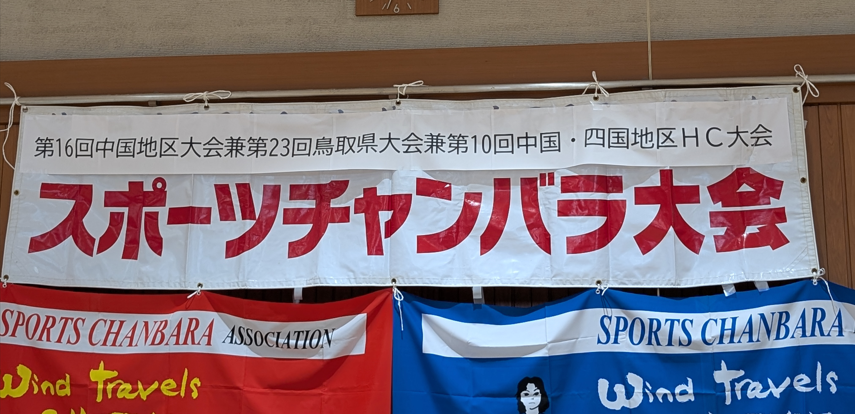 第16回中国地区大会兼第23回鳥取県大会兼第10回中国・四国地区ＨＣ大会
スポーツチャンバラ大会
SPORTS CHANBARA ASSOCIATION
Wind travels
SPORTS CHANBARA
Wind travels